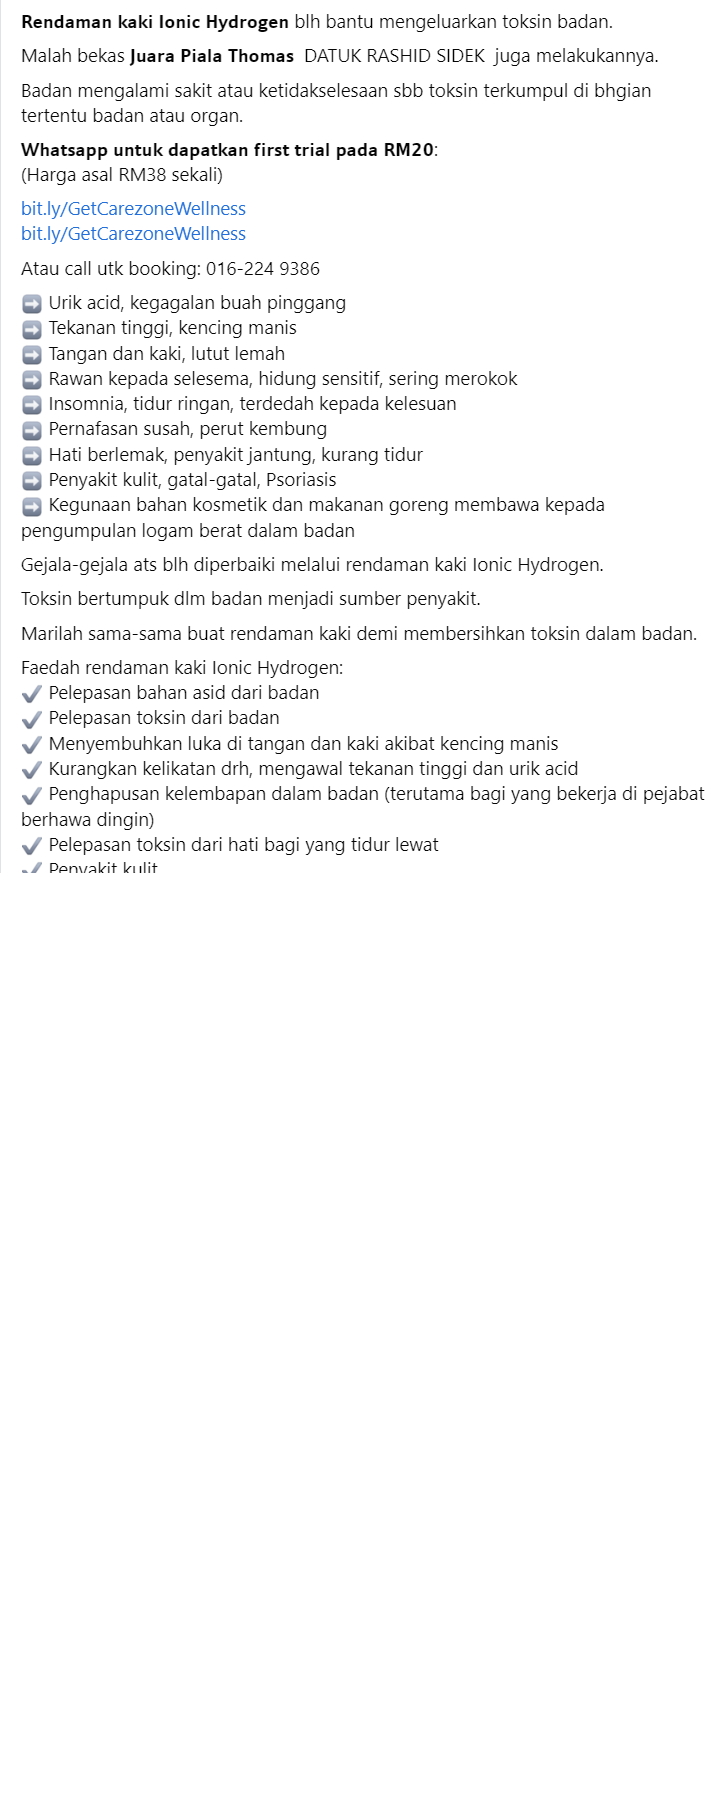 Rendaman kaki Ionic Hydrogen blh bantu mengeluarkan toksin badan.
Malah bekas Juara Piala Thomas DATUK RASHID SIDEK juga melakukannya.
Badan mengalami sakit atau ketidakselesaan sbb toksin terkumpul di bhgian
tertentu badan atau organ.
Whatsapp untuk dapatkan first trial pada RM20:
(Harga asal RM38 sekali)
bit.ly/GetCarezoneWellness
bit.ly/GetCarezoneWellness
Atau call utk booking: 016-224 9386
➡ Urik acid, kegagalan buah pinggang
➡ Tekanan tinggi, kencing manis
➡ Tangan dan kaki, lutut lemah
➡ Rawan kepada selesema, hidung sensitif, sering merokok
➡ Insomnia, tidur ringan, terdedah kepada kelesuan
➡ Pernafasan susah, perut kembung
➡ Hati berlemak, penyakit jantung, kurang tidur
➡ Penyakit kulit, gatal-gatal, Psoriasis
➡ Kegunaan bahan kosmetik dan makanan goreng membawa kepada
pengumpulan logam berat dalam badan
Gejala-gejala ats blh diperbaiki melalui rendaman kaki Ionic Hydrogen.
Toksin bertumpuk dlm badan menjadi sumber penyakit.
Marilah sama-sama buat rendaman kaki demi membersihkan toksin dalam badan.
Faedah rendaman kaki Ionic Hydrogen:
✔ Pelepasan bahan asid dari badan
✔ Pelepasan toksin dari badan
✔ Menyembuhkan luka di tangan dan kaki akibat kencing manis
✔ Kurangkan kelikatan drh, mengawal tekanan tinggi dan urik acid
✔ Penghapusan kelembapan dalam badan (terutama bagi yang bekerja di pejabat
berhawa dingin)
✔ Pelepasan toksin dari hati bagi yang tidur lewat
✔ Penyakit kulit